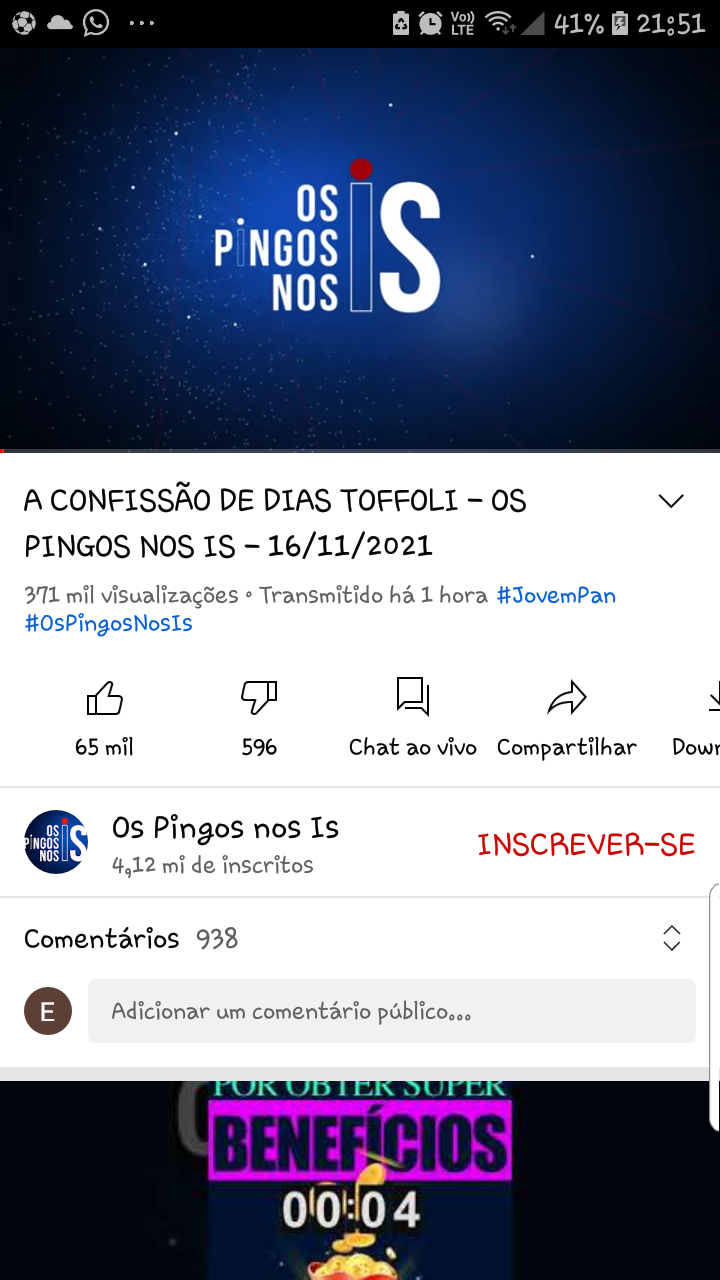 Vo)) LTE 41% 21:51
OS
PINGOS
NOS
iS
A CONFISSÃO DE DIAS TOFFOLI – OS
PINGOS NOS IS – 16/11/2021
371 mil visualizações • Transmitido há 1 hora #JovemPan
#OsPingosNosIs
65 mil 596 Chat ao vivo Compartilhar Down
OS
PINGOS
NOS
iS
Os Pingos nos Is
INSCREVER-SE
4,12 mi de inscritos
Comentários 938
E Adicionar um comentário público...
POR OBTER SUPER
BENEFÍCIOS
00:04